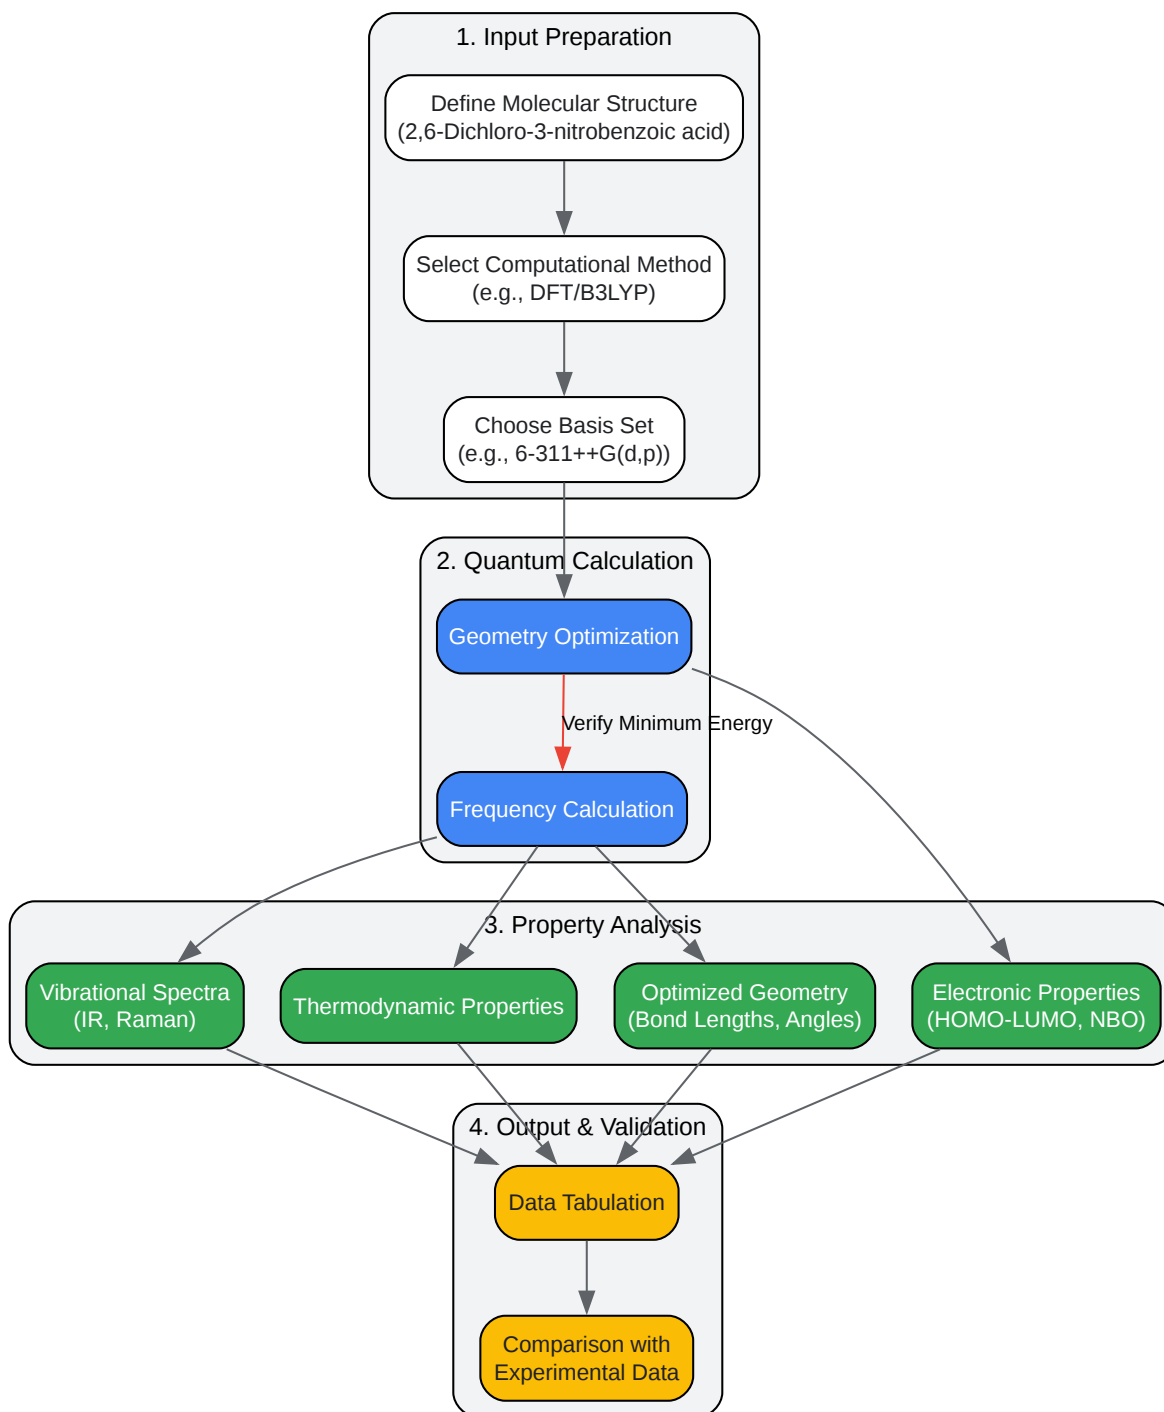 1. Input Preparation
Define Molecular Structure
(2,6-Dichloro-3-nitrobenzoic acid)
Select Computational Method
(e.g., DFT/B3LYP)
Choose Basis Set
(e.g., 6-311++G(d,p))
2. Quantum Calculation
Geometry Optimization
Verify Minimum Energy
Frequency Calculation
3. Property Analysis
Vibrational Spectra
(IR, Raman)
Thermodynamic Properties
Optimized Geometry
(Bond Lengths, Angles)
Electronic Properties
(HOMO-LUMO, NBO)
4. Output & Validation
Data Tabulation
Comparison with
Experimental Data